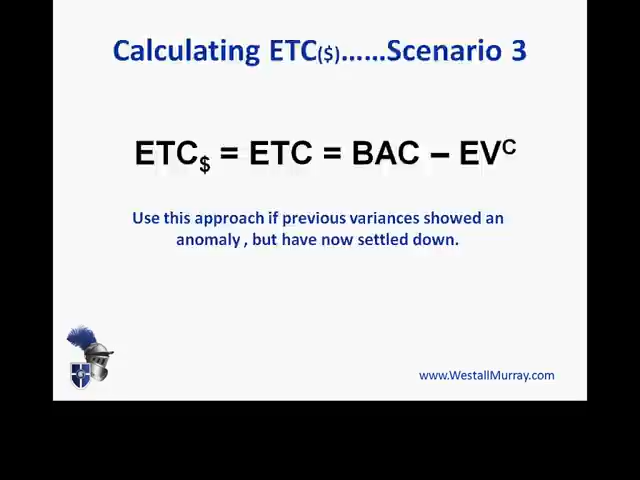 Calculating ETC($)......Scenario 3
ETC$ = ETC = BAC – EVC
Use this approach if previous variances showed an
anomaly , but have now settled down.
www.WestallMurray.com